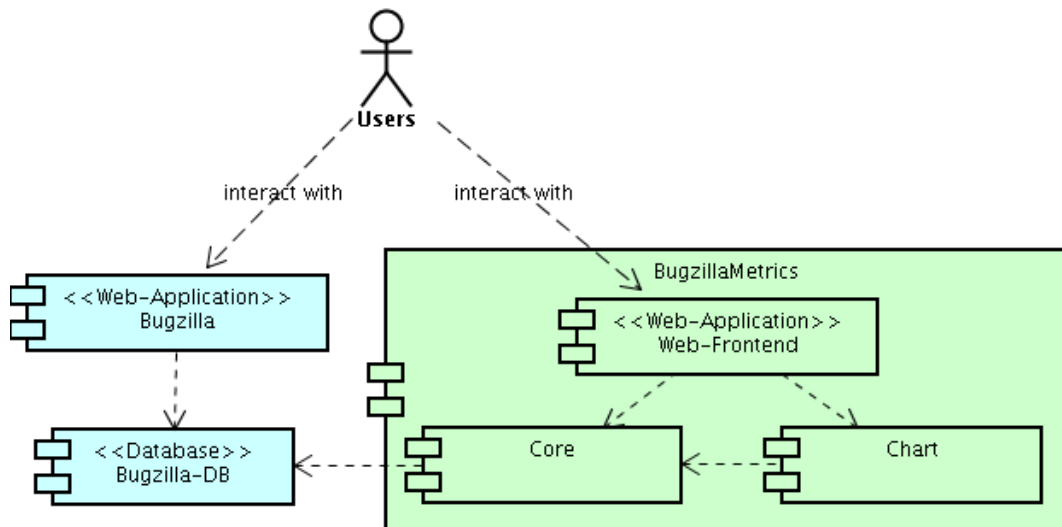 Users
interact with
interact with
BugzillaMetrics
<<Web-Application>>
Bugzilla
<<Web-Application>>
Web-Frontend
<<Database>>
Bugzilla-DB
Core
Chart